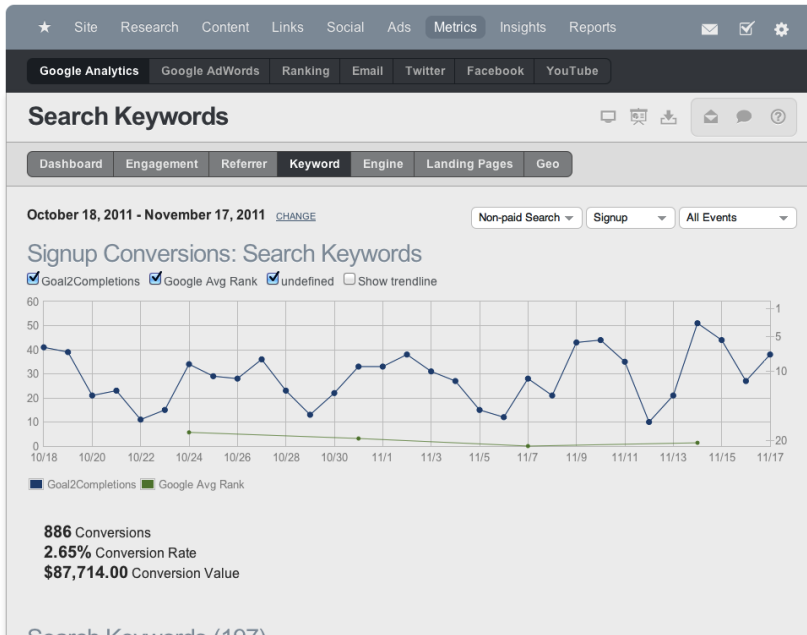 ★ Site Research Content Links Social Ads Metrics Insights Reports
Google Analytics Google AdWords Ranking Email Twitter Facebook YouTube
Search Keywords
Dashboard Engagement Referrer Keyword Engine Landing Pages Geo
October 18, 2011 - November 17, 2011 CHANGE Non-paid Search Signup All Events
Signup Conversions: Search Keywords
Goal2Completions Google Avg Rank undefined Show trendline
60
1
50
5
40
10
30
20
10
20
0
10/18 10/20 10/22 10/24 10/26 10/28 10/30 11/1 11/3 11/5 11/7 11/9 11/11 11/13 11/15 11/17
Goal2Completions Google Avg Rank
886 Conversions
2.65% Conversion Rate
$87,714.00 Conversion Value
Search Keywords (197)